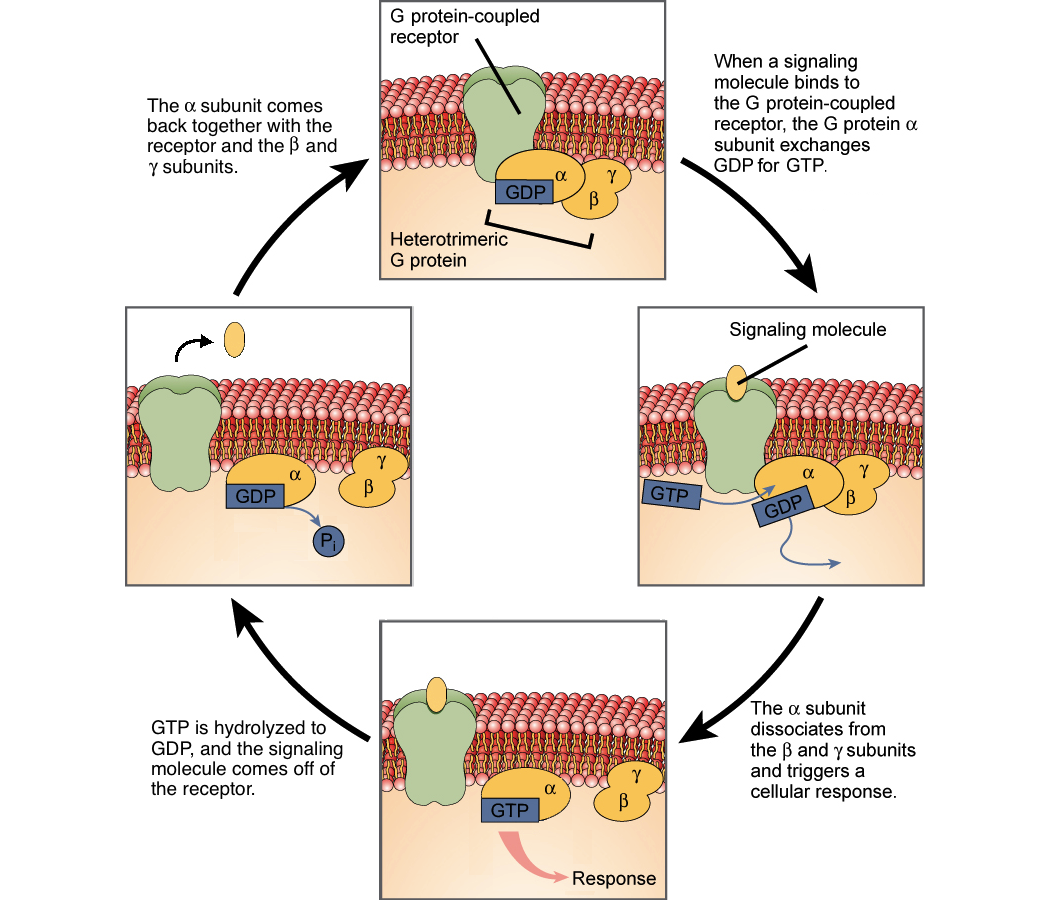 G protein-coupled
receptor
α
γ
β
GDP
Heterotrimeric
G protein
When a signaling
molecule binds to
the G protein-coupled
receptor, the G protein α
subunit exchanges
GDP for GTP.
Signaling molecule
α
γ
β
GTP
GDP
The α subunit
dissociates from
the β and γ subunits
and triggers a
cellular response.
γ
α
β
GTP
Response
GTP is hydrolyzed to
GDP, and the signaling
molecule comes off of
the receptor.
γ
α
β
GDP
Pi
The α subunit comes
back together with the
receptor and the β and
γ subunits.